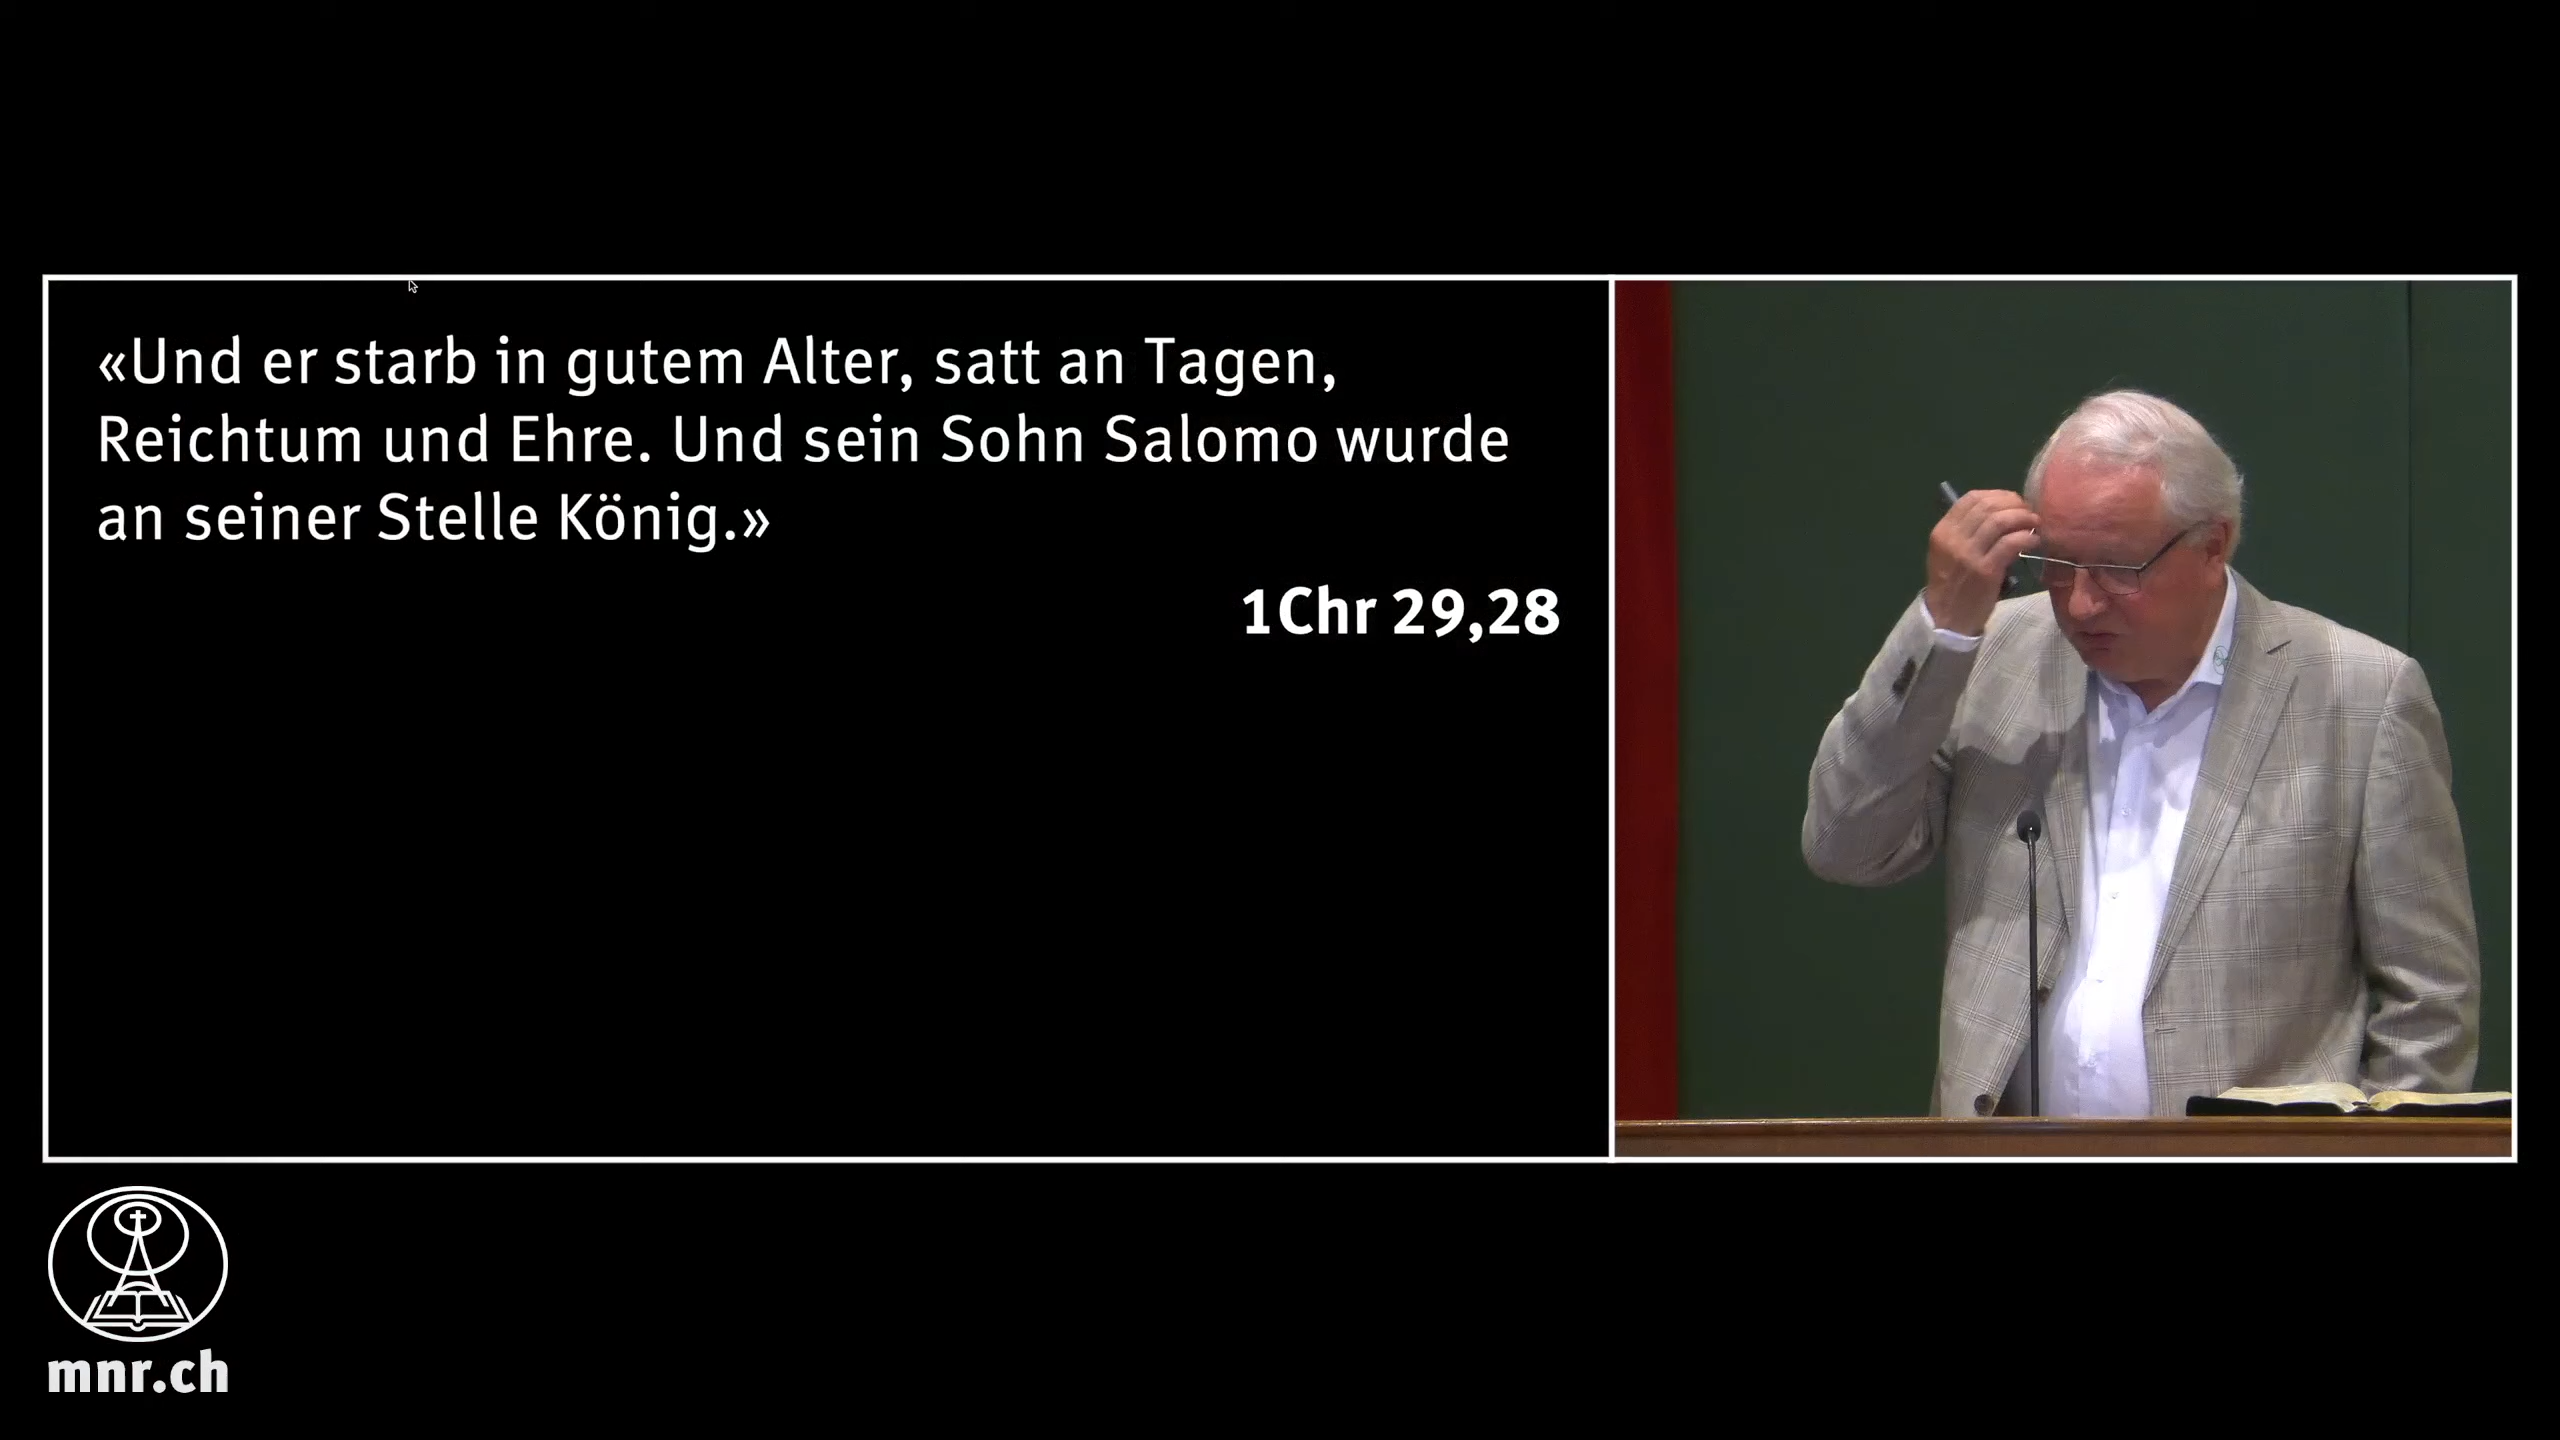 «Und er starb in gutem Alter, satt an Tagen,
Reichtum und Ehre. Und sein Sohn Salomo wurde
an seiner Stelle König.»
1Chr 29,28
mnr.ch